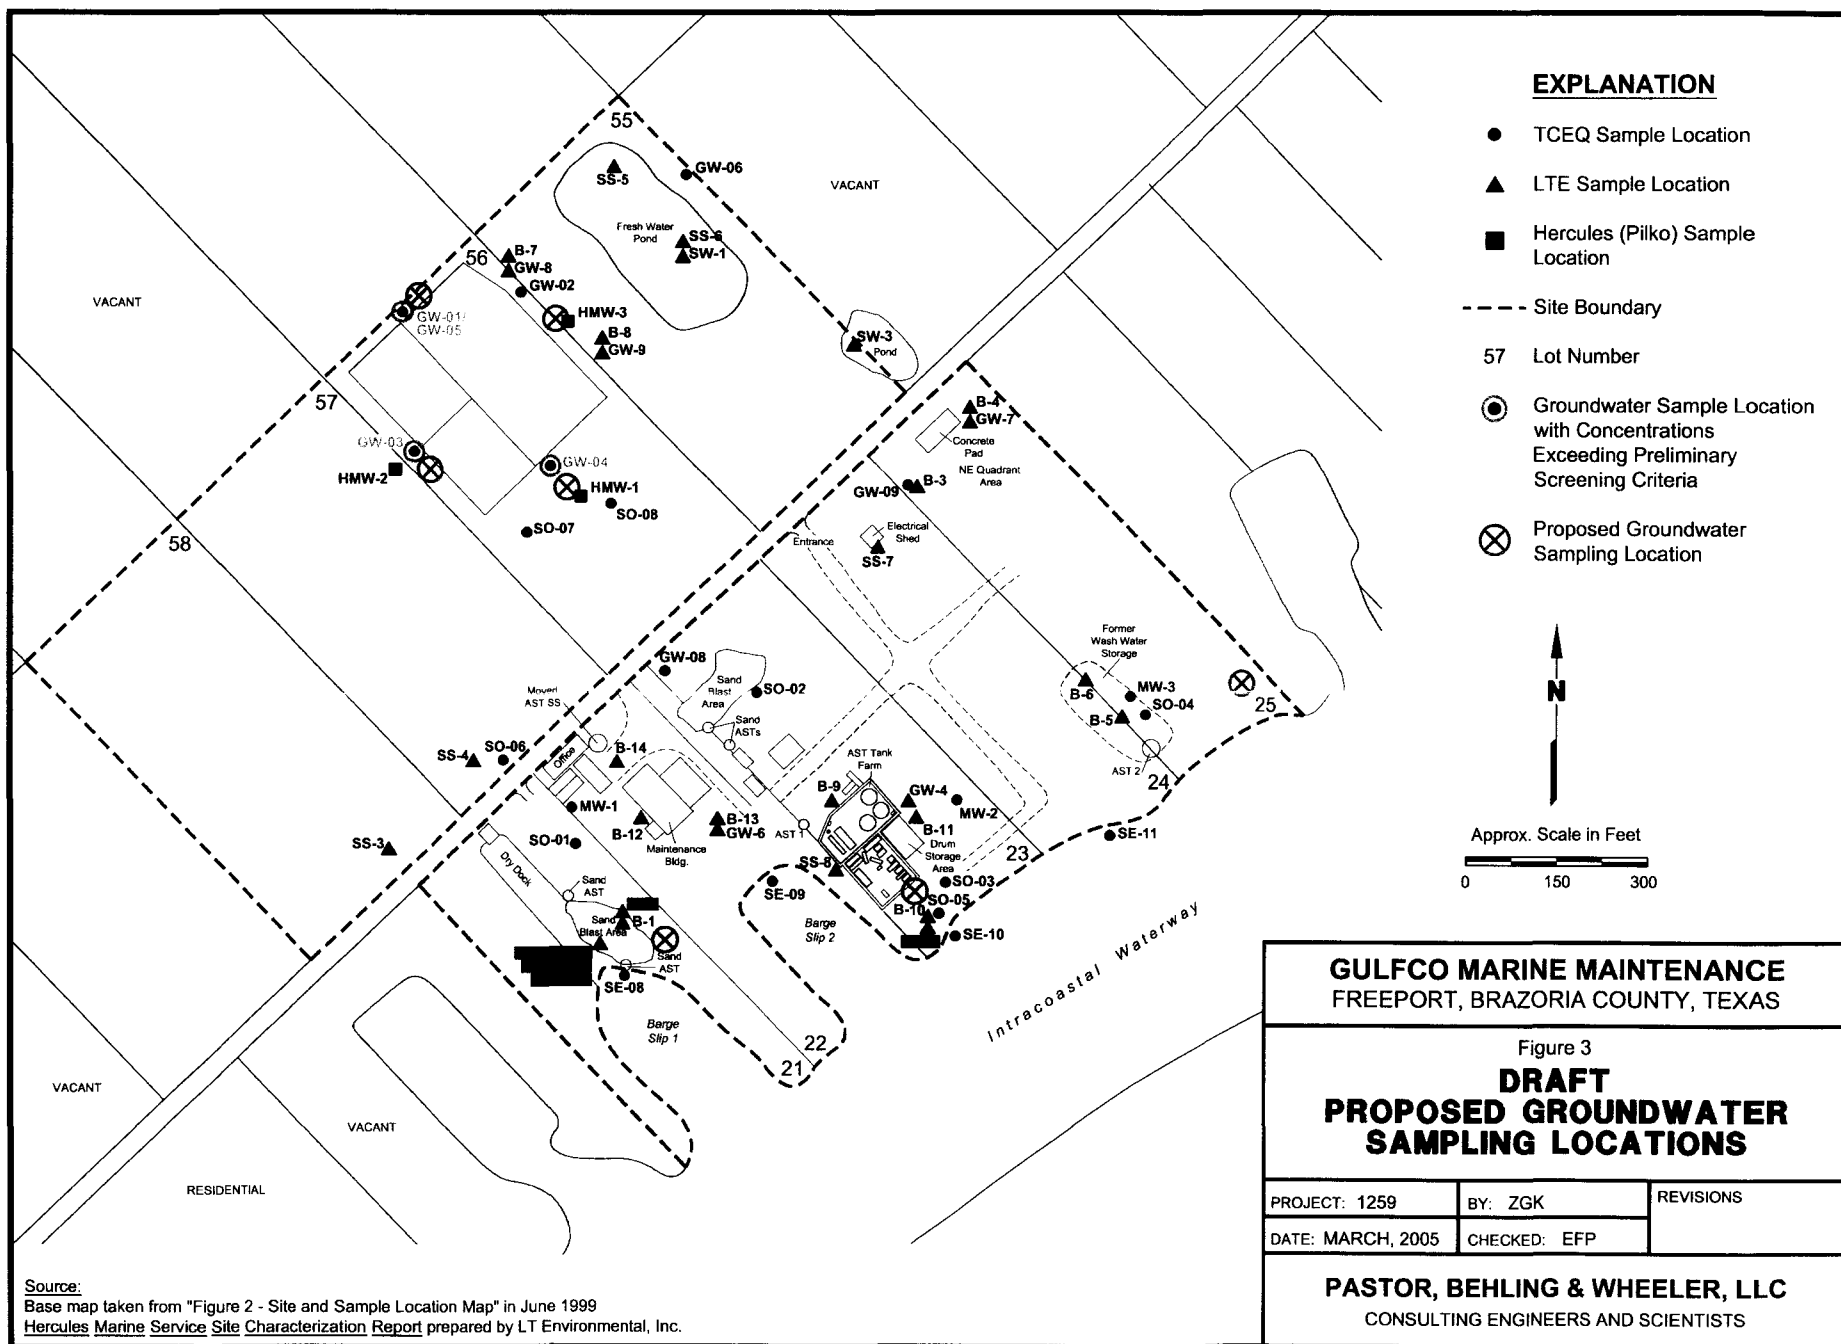 EXPLANATION
TCEQ Sample Location
LTE Sample Location
Hercules (Pilko) Sample
Location
Site Boundary
57 Lot Number
Groundwater Sample Location
with Concentrations
Exceeding Preliminary
Screening Criteria
Proposed Groundwater
Sampling Location
N
Approx. Scale in Feet
0 150 300
55
SS-5
GW-06
VACANT
Fresh Water
Pond
SS-6
SW-1
B-7
GW-8
56
GW-02
VACANT
HMW-3
GW-01/
GW-05
B-8
GW-9
SW-3
Pond
57
B-4
GW-7
Concrete
Pad
NE Quadrant
Area
GW-03
GW-04
HMW-2
HMW-1
SO-08
SO-07
GW-09
B-3
Electrical
Shed
Entrance
SS-7
58
Former
Wash Water
Storage
GW-08
Sand
Blast
Area
SO-02
Moved
AST SS
Sand
ASTs
B-6
MW-3
SO-04
B-5
25
AST 2
24
SS-4
SO-06
Office
B-14
AST Tank
Farm
B-9
GW-4
MW-2
MW-1
B-12
B-13
GW-6
AST 1
B-11
Drum
Storage
Area
SE-11
23
SO-01
Maintenance
Bldg.
SS-3
Dry Dock
SS-8
Sand
AST
SE-09
SO-03
SO-05
B-10
Sand
Blast Area
B-1
Barge
Slip 2
SE-10
Sand
AST
SE-08
Barge
Slip 1
22
21
Intracoastal Waterway
VACANT
VACANT
RESIDENTIAL
GULFCO MARINE MAINTENANCE
FREEPORT, BRAZORIA COUNTY, TEXAS
Figure 3
DRAFT
PROPOSED GROUNDWATER
SAMPLING LOCATIONS
PROJECT: 1259 BY: ZGK REVISIONS
DATE: MARCH, 2005 CHECKED: EFP
PASTOR, BEHLING & WHEELER, LLC
CONSULTING ENGINEERS AND SCIENTISTS
Source:
Base map taken from "Figure 2 - Site and Sample Location Map" in June 1999
Hercules Marine Service Site Characterization Report prepared by LT Environmental, Inc.